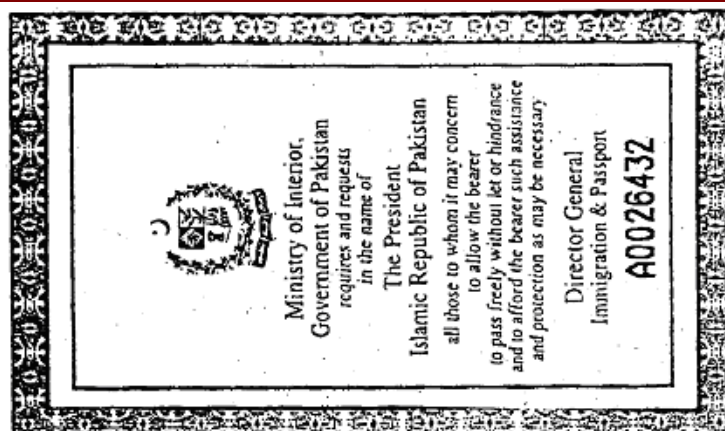 Ministry of Interior,
Government of Pakistan
requires and requests
in the name of
The President
Islamic Republic of Pakistan
all those to whom it may concern
to allow the bearer
to pass freely without let or hindrance
and to afford the bearer such assistance
and protection as may be necessary
Director General
Immigration & Passport
A0026432